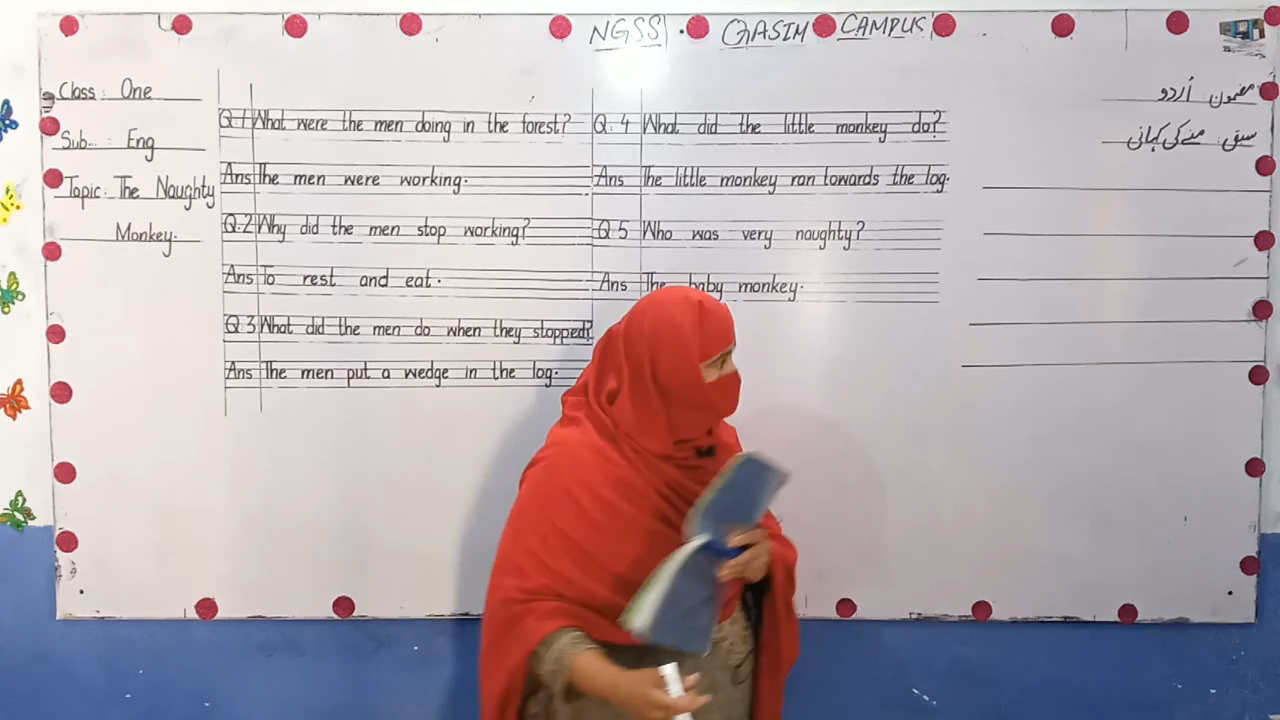 NGSS. QASIM CAMPUS
Class: One
Sub... Eng
Topic: The Naughty
Monkey.
Q.1 What were the men doing in the forest?
Ans The men were working.
Q.2 Why did the men stop working?
Ans To rest and eat.
Q.3 What did the men do when they stopped?
Ans The men put a wedge in the log.
Q.4 What did the little monkey do?
Ans The little monkey ran towards the log.
Q.5 Who was very naughty?
Ans The baby monkey.
مضمون اُردو
سبق: منے کی کہانی